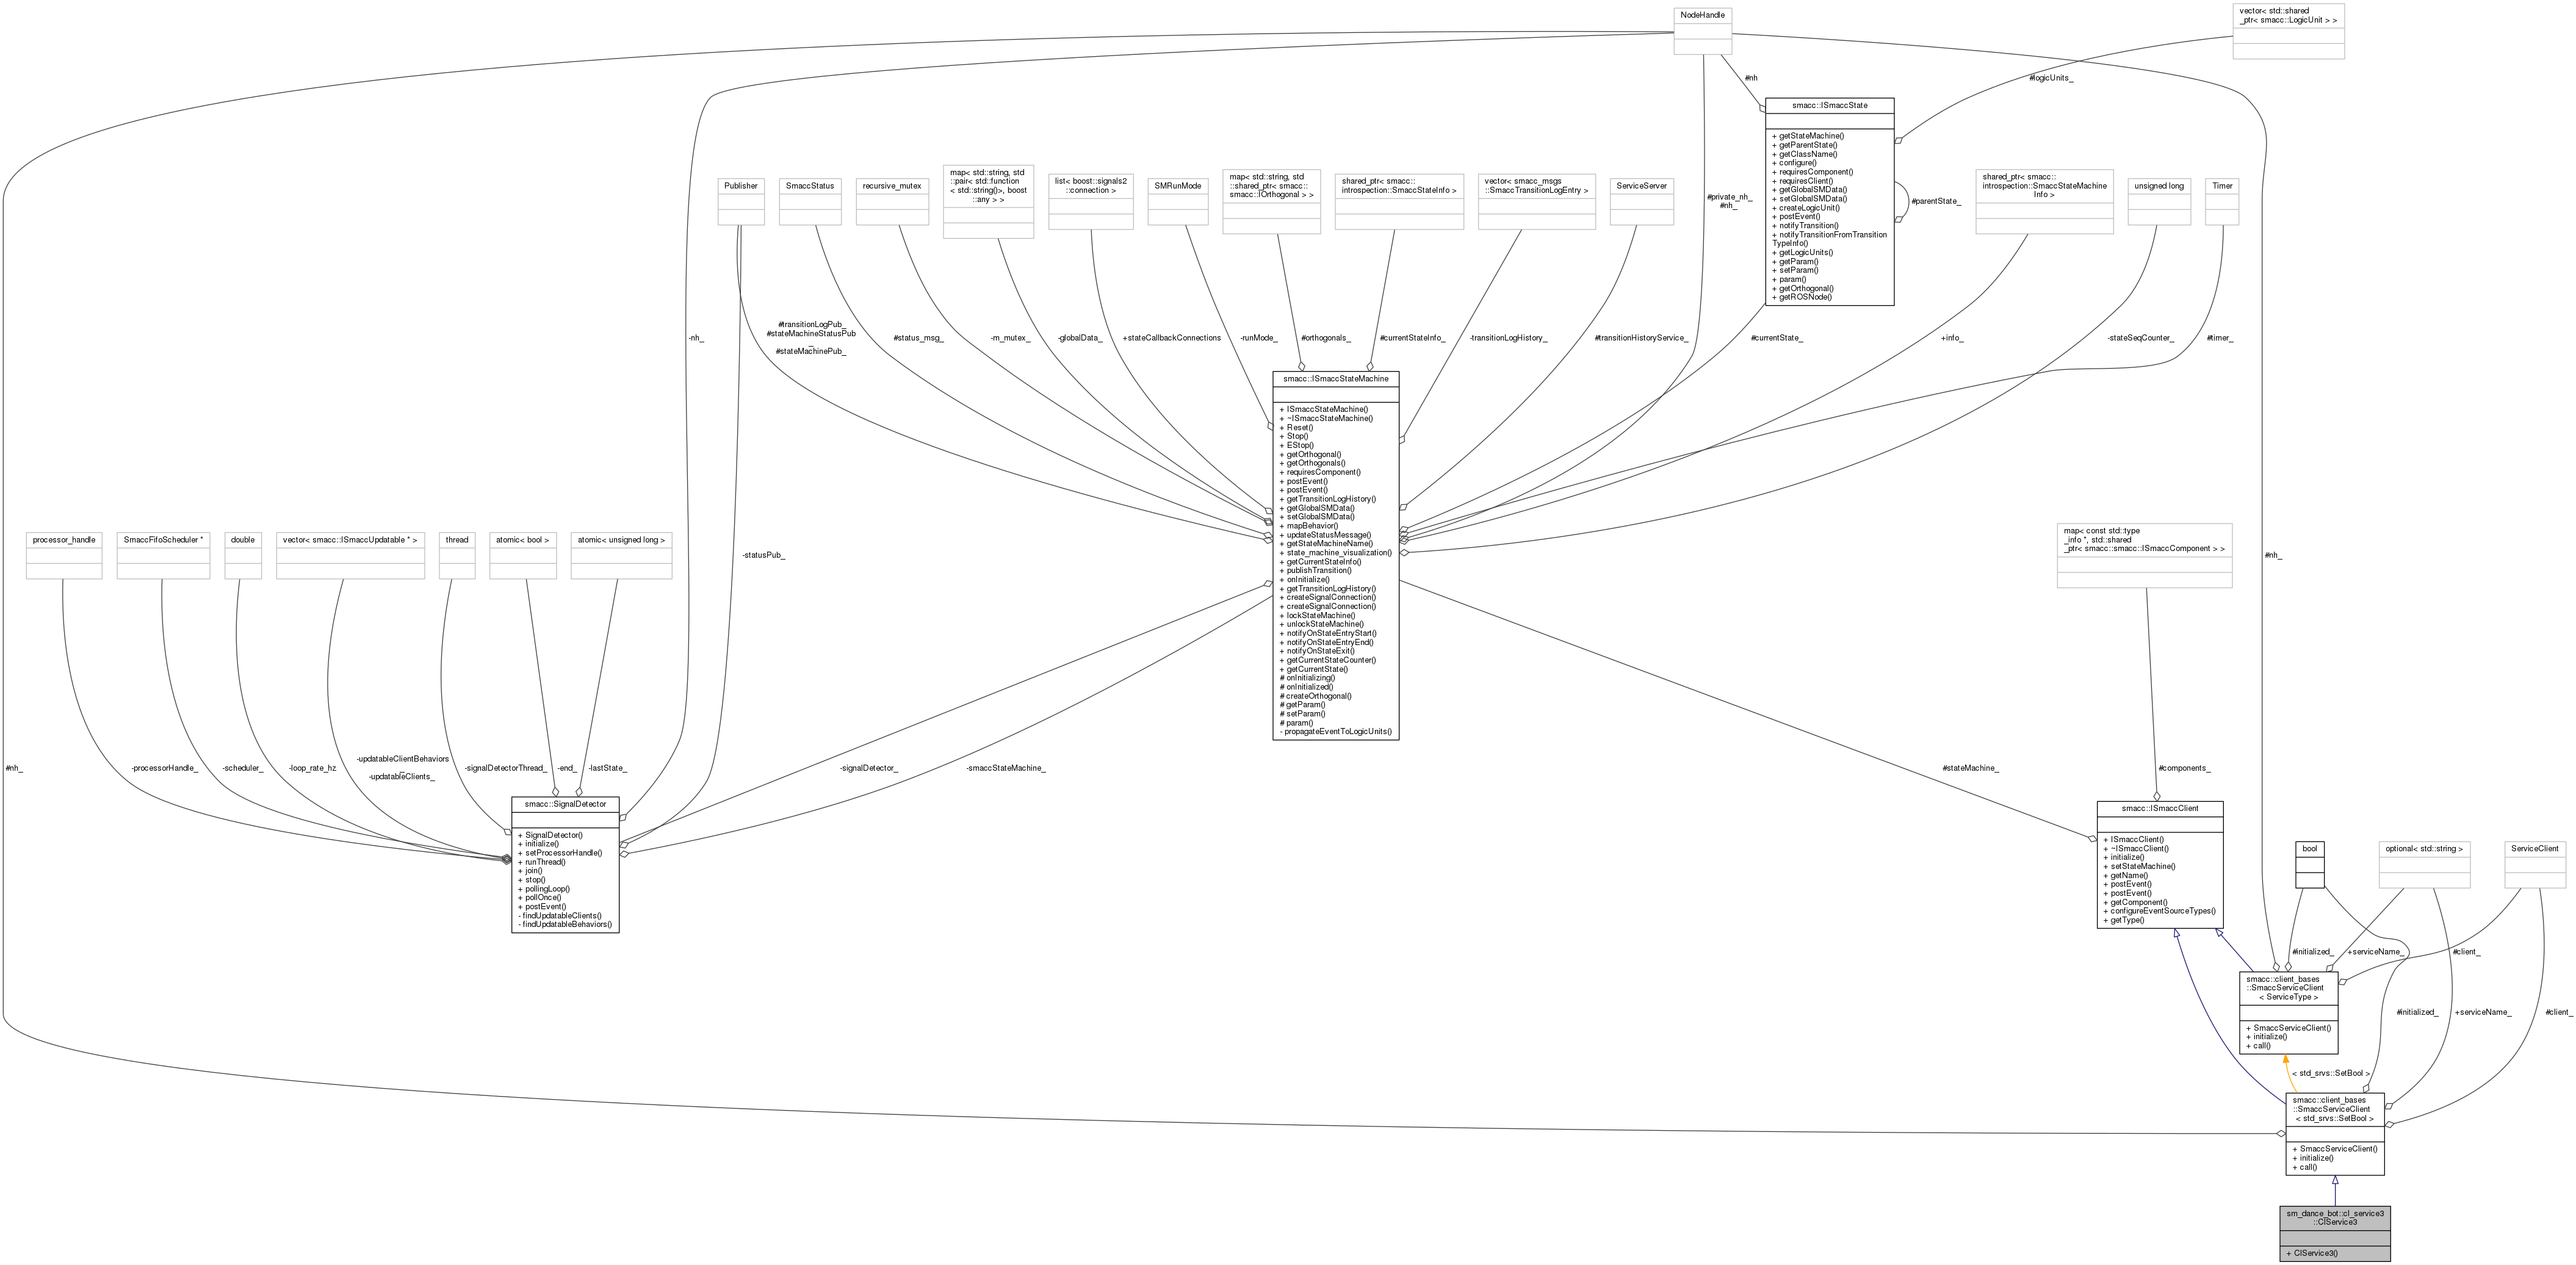 NodeHandle
vector< std::shared
_ptr< smacc::LogicUnit > >
#nh
#logicUnits_
smacc::ISmaccState
+ getStateMachine()
+ getParentState()
+ getClassName()
+ configure()
+ requiresComponent()
+ requiresClient()
+ getGlobalSMData()
+ setGlobalSMData()
+ createLogicUnit()
+ postEvent()
+ notifyTransition()
+ notifyTransitionFromTransition
TypeInfo()
+ getLogicUnits()
+ getParam()
+ setParam()
+ param()
+ getOrthogonal()
+ getROSNode()
#parentState_
Publisher
SmaccStatus
recursive_mutex
map< std::string, std
::pair< std::function
< std::string()>, boost
::any > >
list< boost::signals2
::connection >
SMRunMode
map< std::string, std
::shared_ptr< smacc::
smacc::IOrthogonal > >
shared_ptr< smacc::
introspection::SmaccStateInfo >
vector< smacc_msgs
::SmaccTransitionLogEntry >
ServiceServer
#private_nh_
#nh_
shared_ptr< smacc::
introspection::SmaccStateMachine
Info >
unsigned long
Timer
#transitionLogPub_
#stateMachineStatusPub
_
#stateMachinePub_
#status_msg_
-m_mutex_
-globalData_
+stateCallbackConnections
-runMode_
#orthogonals_
#currentStateInfo_
-transitionLogHistory_
#transitionHistoryService_
#currentState_
+info_
-stateSeqCounter_
#timer_
-nh_
smacc::ISmaccStateMachine
+ ISmaccStateMachine()
+ ~ISmaccStateMachine()
+ Reset()
+ Stop()
+ EStop()
+ getOrthogonal()
+ getOrthogonals()
+ requiresComponent()
+ postEvent()
+ postEvent()
+ getTransitionLogHistory()
+ getGlobalSMData()
+ setGlobalSMData()
+ mapBehavior()
+ updateStatusMessage()
+ getStateMachineName()
+ state_machine_visualization()
+ getCurrentStateInfo()
+ publishTransition()
+ onInitialize()
+ getTransitionLogHistory()
+ createSignalConnection()
+ createSignalConnection()
+ lockStateMachine()
+ unlockStateMachine()
+ notifyOnStateEntryStart()
+ notifyOnStateEntryEnd()
+ notifyOnStateExit()
+ getCurrentStateCounter()
+ getCurrentState()
# onInitializing()
# onInitialized()
# createOrthogonal()
# getParam()
# setParam()
# param()
- propagateEventToLogicUnits()
processor_handle
SmaccFifoScheduler *
double
vector< smacc::ISmaccUpdatable * >
thread
atomic< bool >
atomic< unsigned long >
-statusPub_
map< const std::type
_info *, std::shared
_ptr< smacc::smacc::ISmaccComponent > >
#nh_
#nh_
-processorHandle_
-scheduler_
-loop_rate_hz
-updatableClientBehaviors
_
-updatableClients_
-signalDetectorThread_
-end_
-lastState_
-signalDetector_
-smaccStateMachine_
#stateMachine_
#components_
smacc::SignalDetector
+ SignalDetector()
+ initialize()
+ setProcessorHandle()
+ runThread()
+ join()
+ stop()
+ pollingLoop()
+ pollOnce()
+ postEvent()
- findUpdatableClients()
- findUpdatableBehaviors()
smacc::ISmaccClient
+ ISmaccClient()
+ ~ISmaccClient()
+ initialize()
+ setStateMachine()
+ getName()
+ postEvent()
+ postEvent()
+ getComponent()
+ configureEventSourceTypes()
+ getType()
bool
optional< std::string >
ServiceClient
#initialized_
+serviceName_
#client_
smacc::client_bases
::SmaccServiceClient
< ServiceType >
+ SmaccServiceClient()
+ initialize()
+ call()
#initialized_
+serviceName_
#client_
< std_srvs::SetBool >
smacc::client_bases
::SmaccServiceClient
< std_srvs::SetBool >
+ SmaccServiceClient()
+ initialize()
+ call()
sm_dance_bot::cl_service3
::ClService3
+ ClService3()